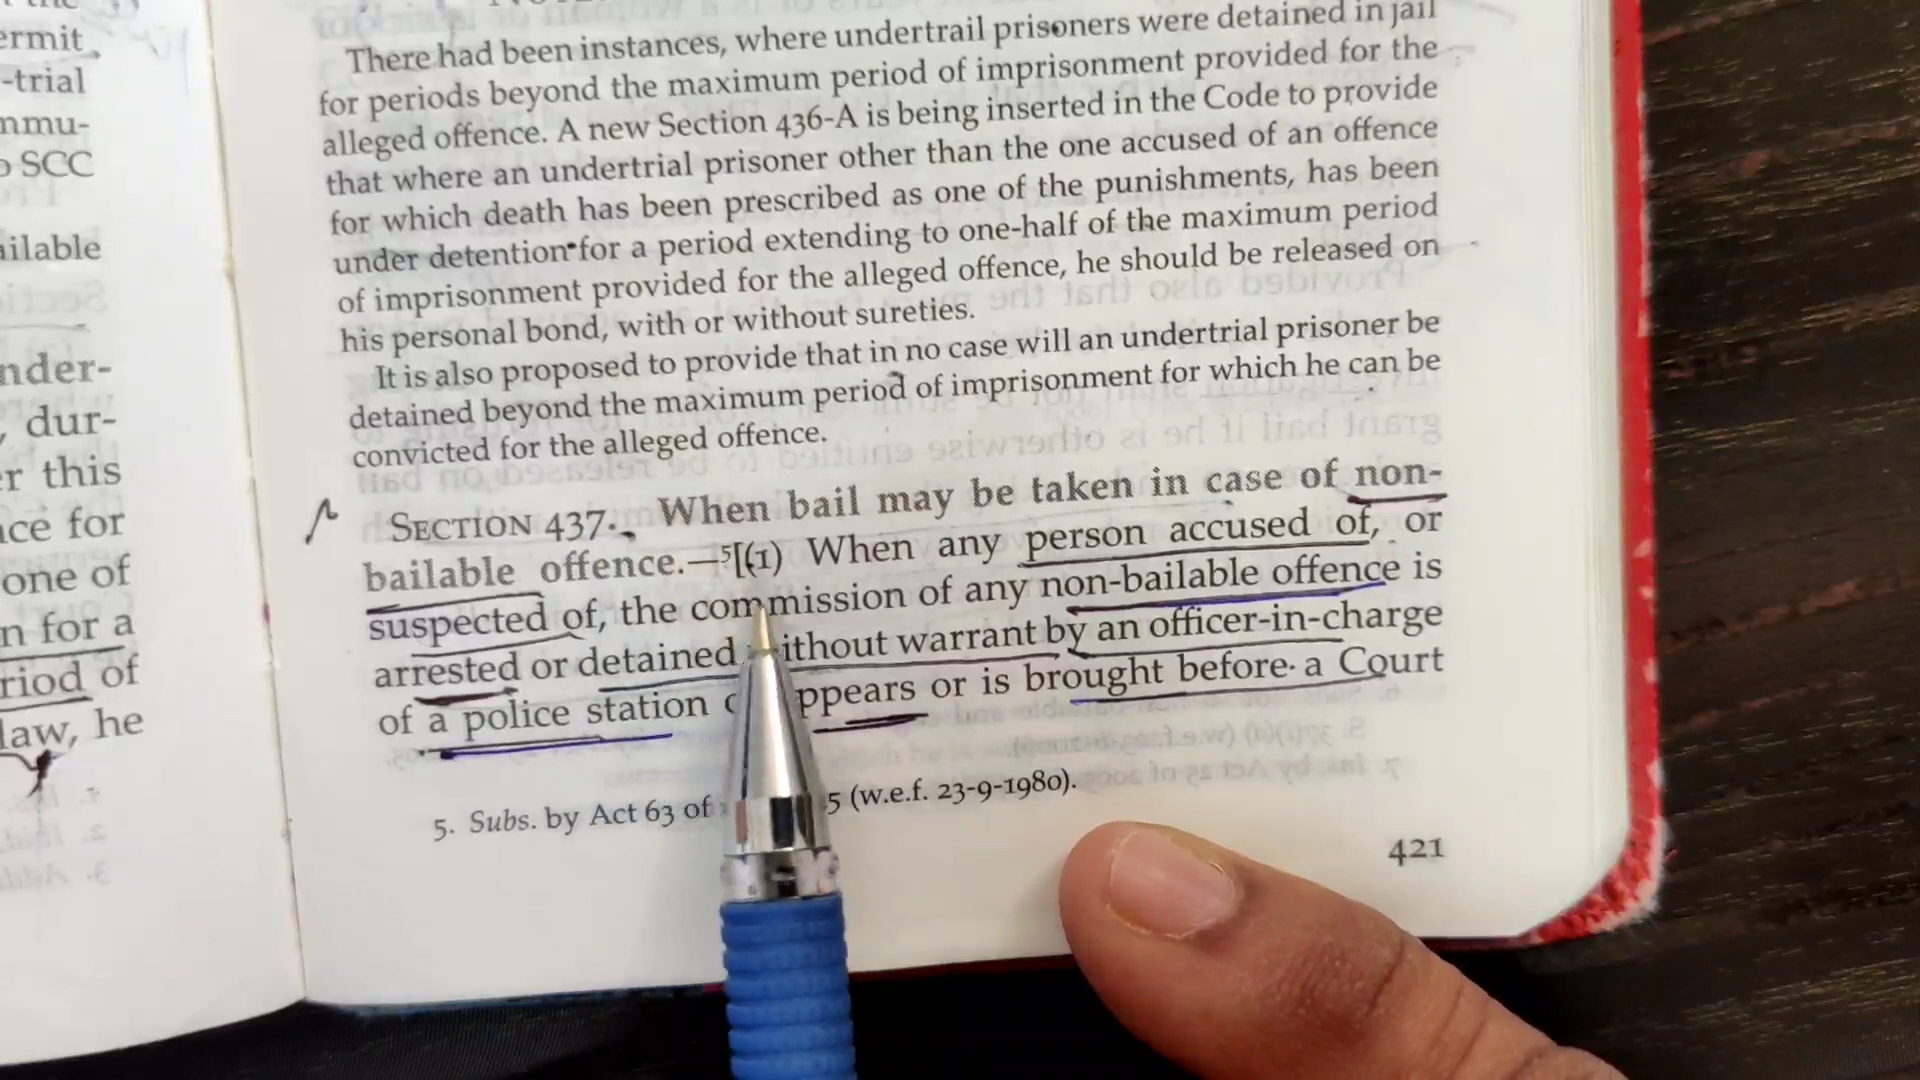 ermit
-trial
mmu-
SCC
ailable
nder-
, dur-
r this
ce for
one of
n for a
riod of
law, he
There had been instances, where undertrail prisoners were detained in jail
for periods beyond the maximum period of imprisonment provided for the
alleged offence. A new Section 436-A is being inserted in the Code to provide
that where an undertrial prisoner other than the one accused of an offence
for which death has been prescribed as one of the punishments, has been
under detention for a period extending to one-half of the maximum period
of imprisonment provided for the alleged offence, he should be released on
his personal bond, with or without sureties.
It is also proposed to provide that in no case will an undertrial prisoner be
detained beyond the maximum period of imprisonment for which he can be
convicted for the alleged offence.
SECTION 437. When bail may be taken in case of non-
bailable offence.—⁵[(1) When any person accused of, or
suspected of, the commission of any non-bailable offence is
arrested or detained without warrant by an officer-in-charge
of a police station ppears or is brought before a Court
5. Subs. by Act 63 of 5 (w.e.f. 23-9-1980).
421